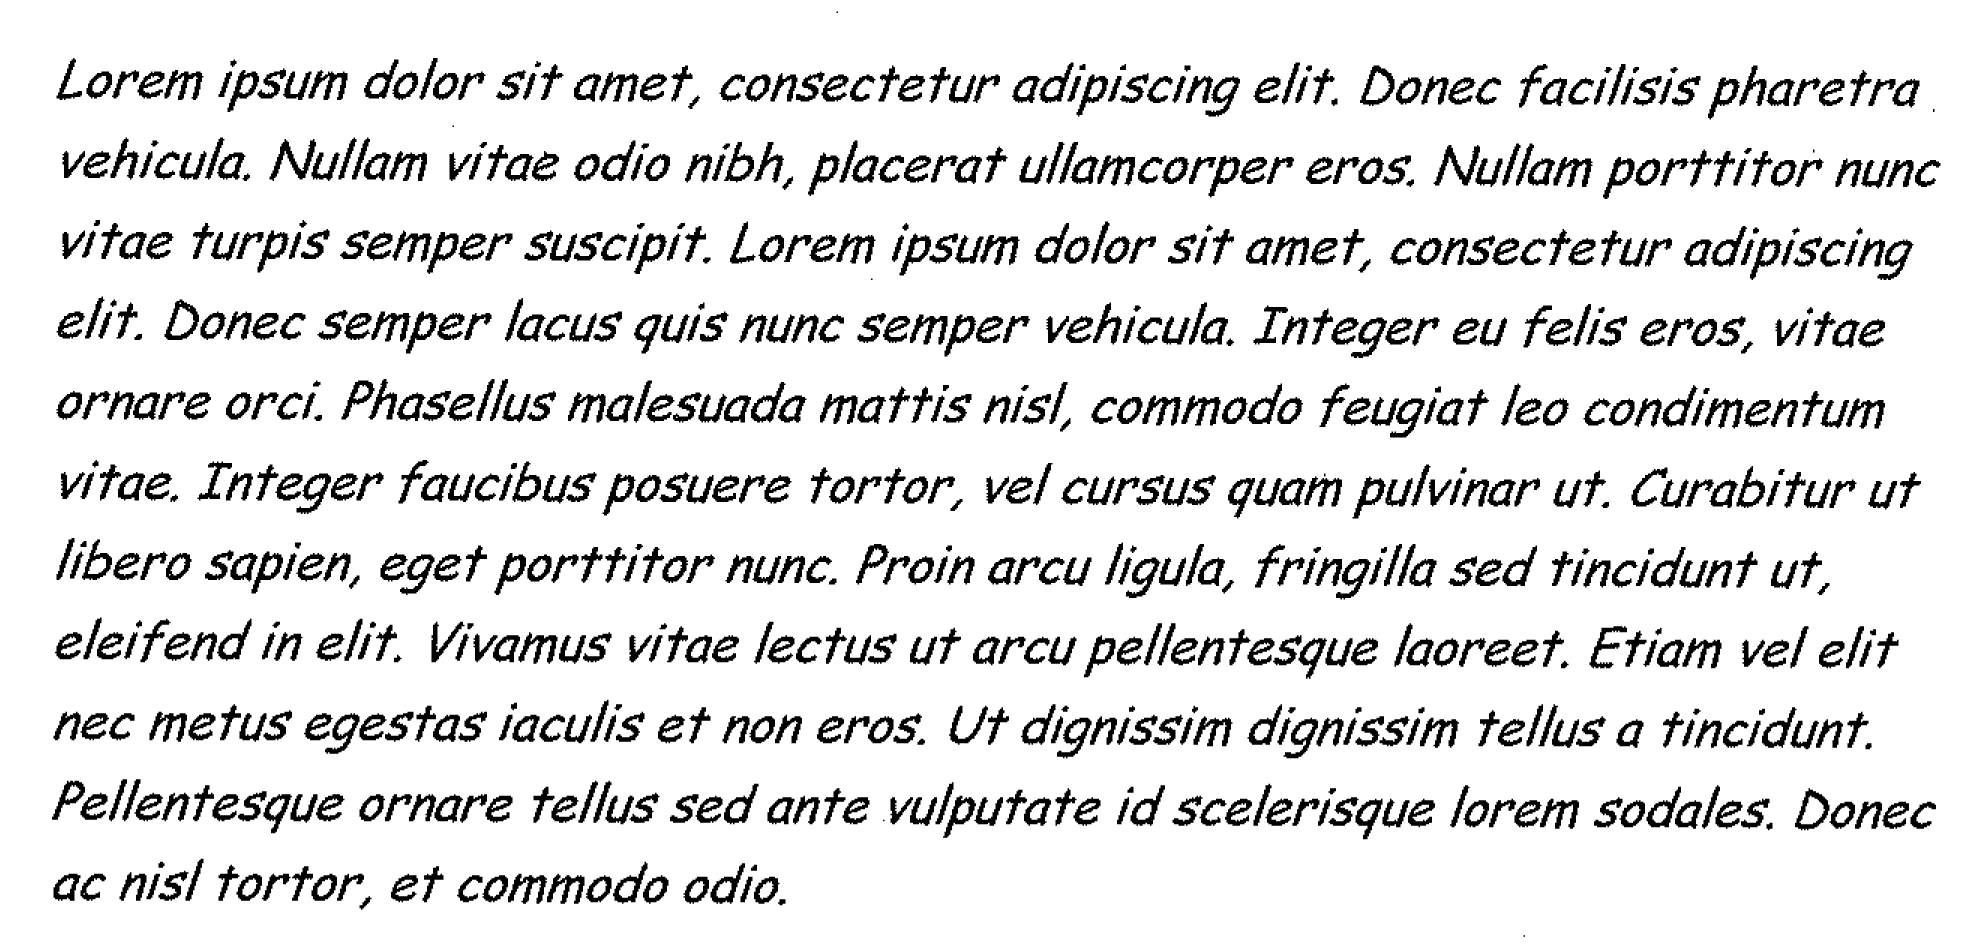 Lorem ipsum dolor sit amet, consectetur adipiscing elit. Donec facilisis pharetra
vehicula. Nullam vitae odio nibh, placerat ullamcorper eros. Nullam porttitor nunc
vitae turpis semper suscipit. Lorem ipsum dolor sit amet, consectetur adipiscing
elit. Donec semper lacus quis nunc semper vehicula. Integer eu felis eros, vitae
ornare orci. Phasellus malesuada mattis nisl, commodo feugiat leo condimentum
vitae. Integer faucibus posuere tortor, vel cursus quam pulvinar ut. Curabitur ut
libero sapien, eget porttitor nunc. Proin arcu ligula, fringilla sed tincidunt ut,
eleifend in elit. Vivamus vitae lectus ut arcu pellentesque laoreet. Etiam vel elit
nec metus egestas iaculis et non eros. Ut dignissim dignissim tellus a tincidunt.
Pellentesque ornare tellus sed ante vulputate id scelerisque lorem sodales. Donec
ac nisl tortor, et commodo odio.